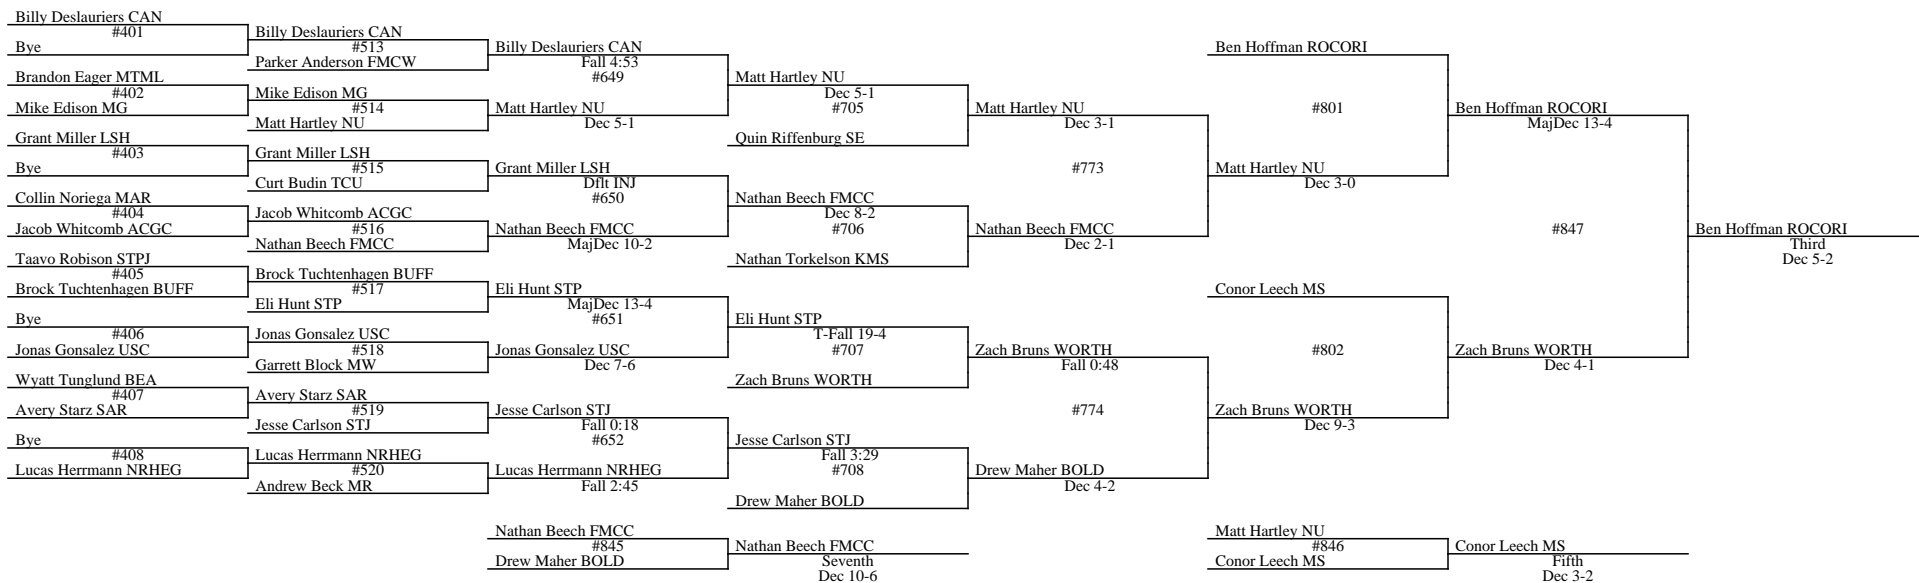 Billy Deslauriers CAN
#401
Bye
Brandon Eager MTML
#402
Mike Edison MG
Grant Miller LSH
#403
Bye
Collin Noriega MAR
#404
Jacob Whitcomb ACGC
Taavo Robison STPJ
#405
Brock Tuchtenhagen BUFF
Bye
#406
Jonas Gonsalez USC
Wyatt Tunglund BEA
#407
Avery Starz SAR
Bye
#408
Lucas Herrmann NRHEG
Billy Deslauriers CAN
#513
Parker Anderson FMCW
Mike Edison MG
#514
Matt Hartley NU
Grant Miller LSH
#515
Curt Budin TCU
Jacob Whitcomb ACGC
#516
Nathan Beech FMCC
Brock Tuchtenhagen BUFF
#517
Eli Hunt STP
Jonas Gonsalez USC
#518
Garrett Block MW
Avery Starz SAR
#519
Jesse Carlson STJ
Lucas Herrmann NRHEG
#520
Andrew Beck MR
Billy Deslauriers CAN
Fall 4:53
#649
Matt Hartley NU
Dec 5-1
Grant Miller LSH
Dflt INJ
#650
Nathan Beech FMCC
MajDec 10-2
Eli Hunt STP
MajDec 13-4
#651
Jonas Gonsalez USC
Dec 7-6
Jesse Carlson STJ
Fall 0:18
#652
Lucas Herrmann NRHEG
Fall 2:45
Matt Hartley NU
Dec 5-1
#705
Quin Riffenburg SE
Nathan Beech FMCC
Dec 8-2
#706
Nathan Torkelson KMS
Eli Hunt STP
T-Fall 19-4
#707
Zach Bruns WORTH
Jesse Carlson STJ
Fall 3:29
#708
Drew Maher BOLD
Matt Hartley NU
Dec 3-1
#773
Nathan Beech FMCC
Dec 2-1
Zach Bruns WORTH
Fall 0:48
#774
Drew Maher BOLD
Dec 4-2
Ben Hoffman ROCORI
#801
Matt Hartley NU
Dec 3-0
Conor Leech MS
#802
Zach Bruns WORTH
Dec 9-3
Ben Hoffman ROCORI
MajDec 13-4
#847
Zach Bruns WORTH
Dec 4-1
Ben Hoffman ROCORI
Third
Dec 5-2
Nathan Beech FMCC
#845
Drew Maher BOLD
Nathan Beech FMCC
Seventh
Dec 10-6
Matt Hartley NU
#846
Conor Leech MS
Conor Leech MS
Fifth
Dec 3-2